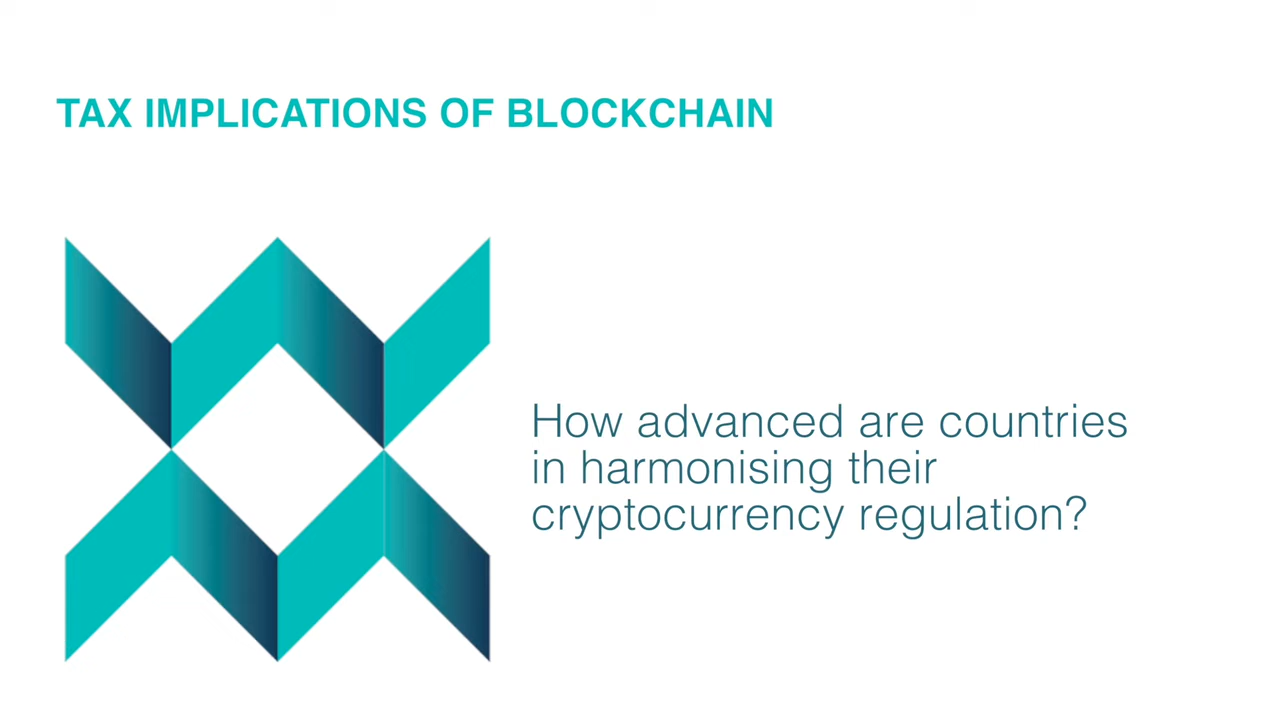 TAX IMPLICATIONS OF BLOCKCHAIN
How advanced are countries
in harmonising their
cryptocurrency regulation?